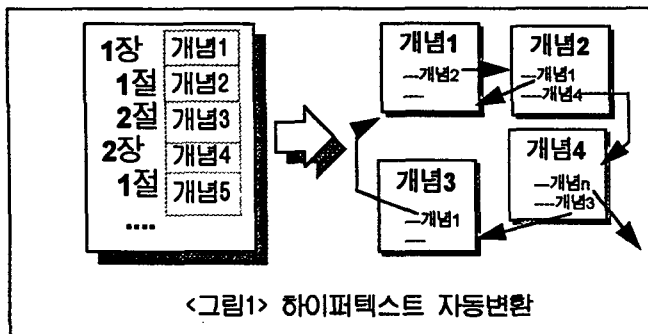 1장 개념1
1절 개념2
2절 개념3
2장 개념4
1절 개념5
....
개념1
—개념2
개념2
—개념1
—개념4
개념3
—개념1
개념4
—개념n
—개념3
<그림1> 하이퍼텍스트 자동변환